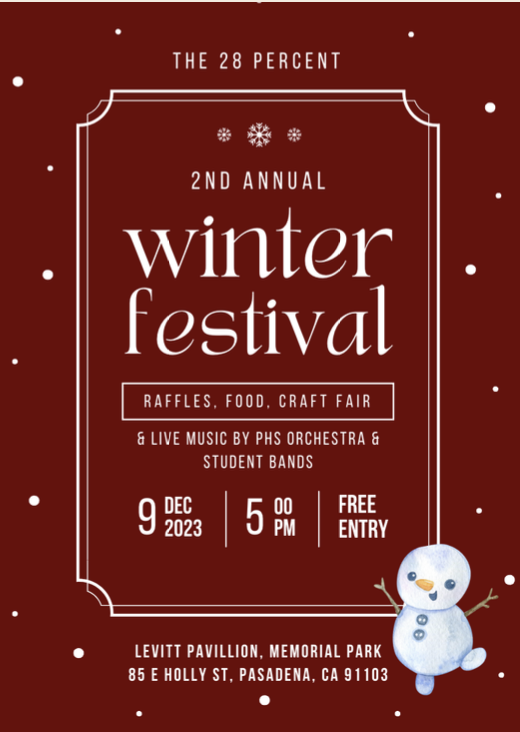 THE 28 PERCENT
2ND ANNUAL
winter
festival
RAFFLES, FOOD, CRAFT FAIR
& LIVE MUSIC BY PHS ORCHESTRA &
STUDENT BANDS
9 DEC 2023 5 00 PM FREE ENTRY
LEVITT PAVILLION, MEMORIAL PARK
85 E HOLLY ST, PASADENA, CA 91103